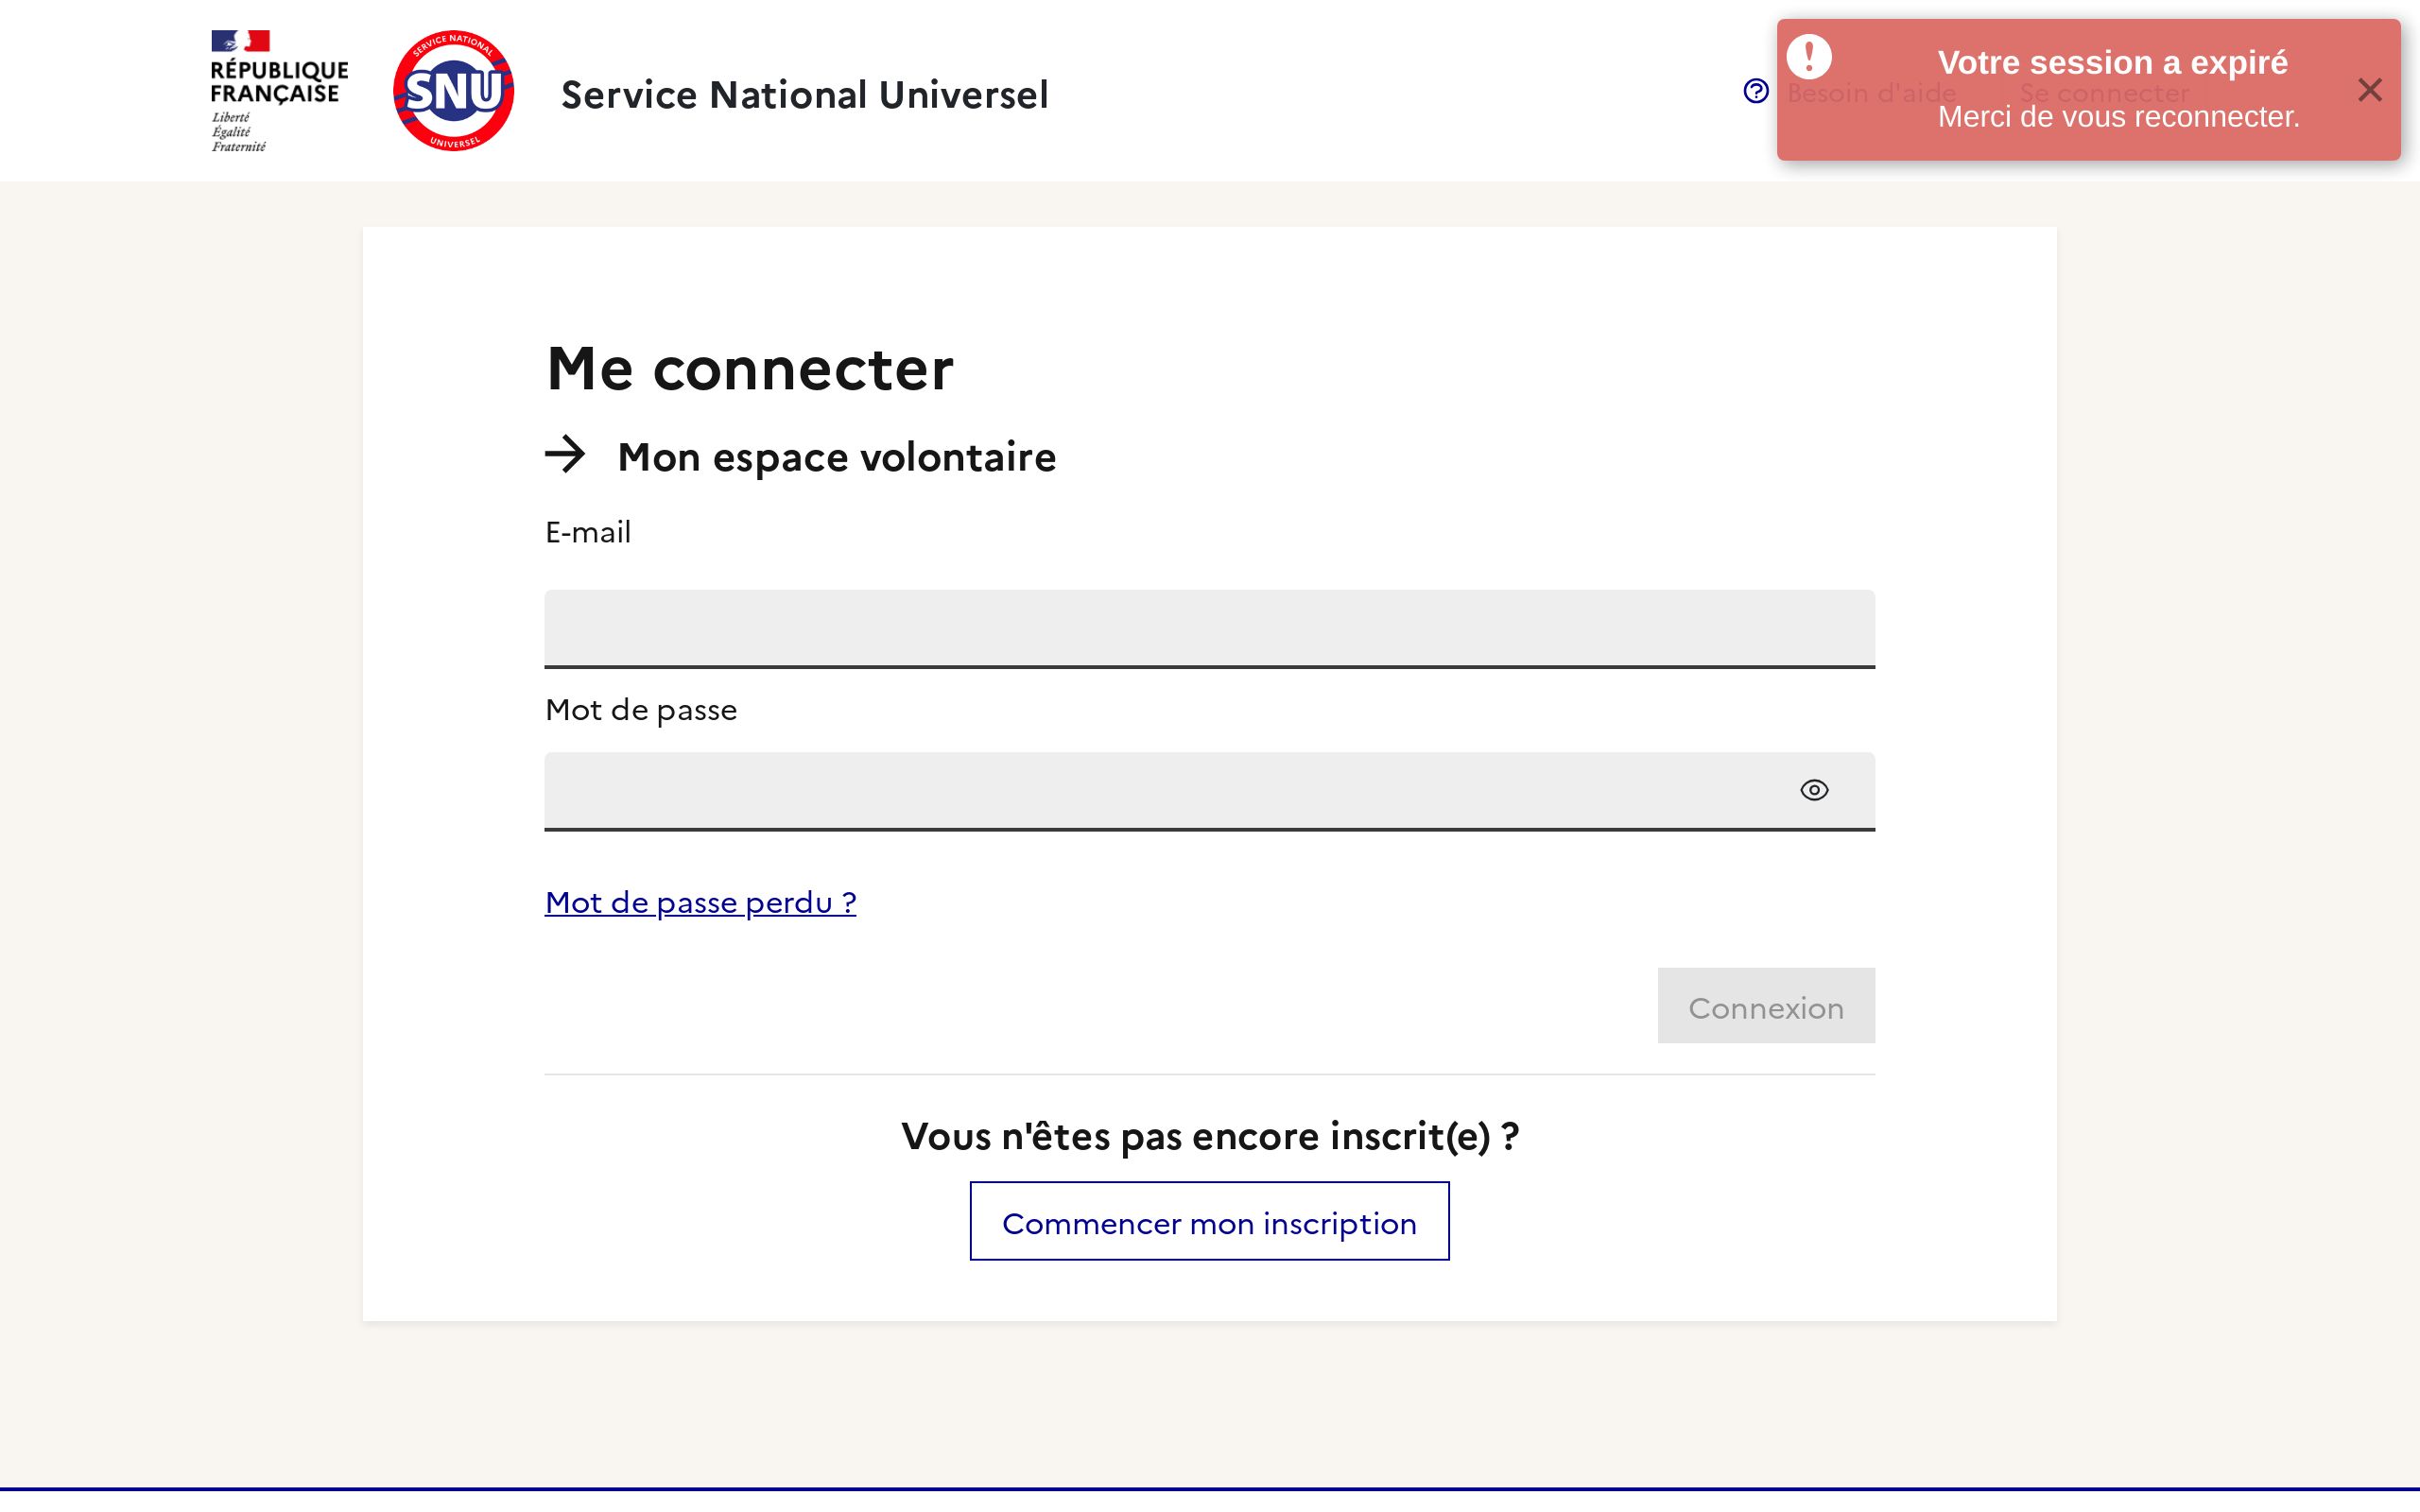 RÉPUBLIQUE
FRANÇAISE
Liberté
Égalité
Fraternité
SERVICE NATIONAL
SNU
UNIVERSEL
Service National Universel
Besoin d'aide
Se connecter
Votre session a expiré
Merci de vous reconnecter.
Me connecter
Mon espace volontaire
E-mail
Mot de passe
Mot de passe perdu ?
Connexion
Vous n'êtes pas encore inscrit(e) ?
Commencer mon inscription